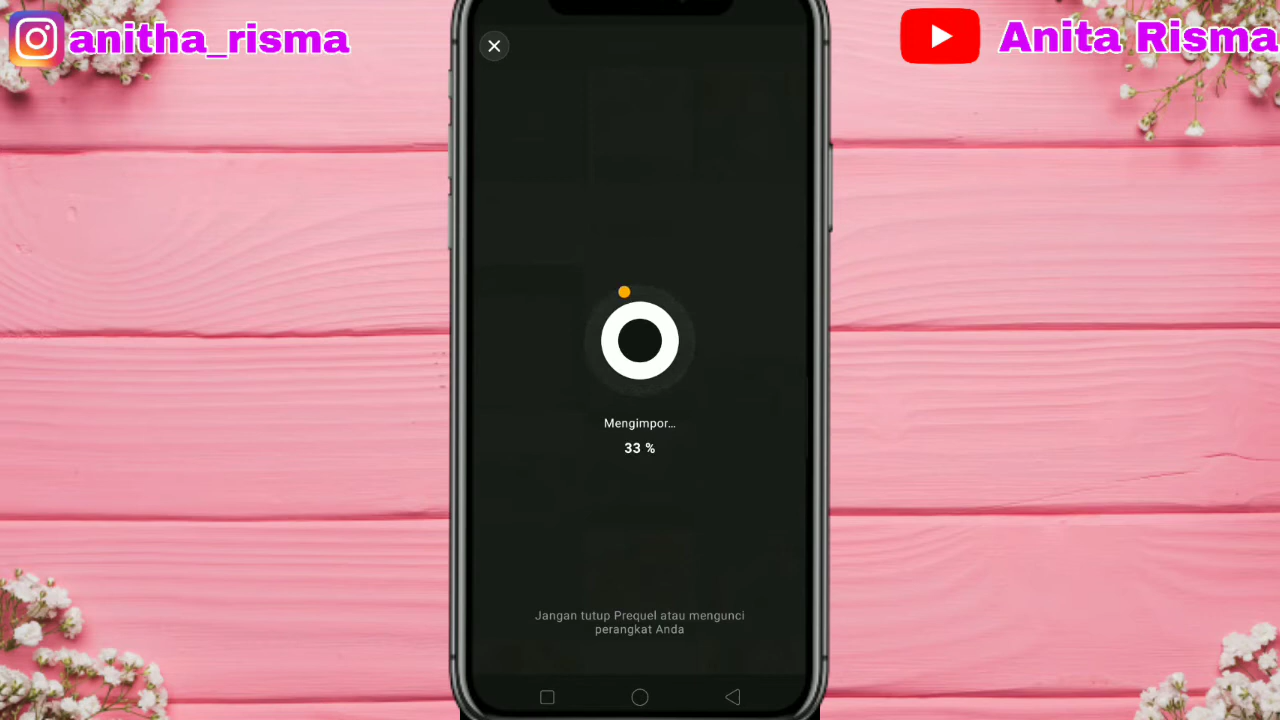 anitha_risma
Anita Risma
Mengimpor...
33 %
Jangan tutup Prequel atau mengunci
perangkat Anda